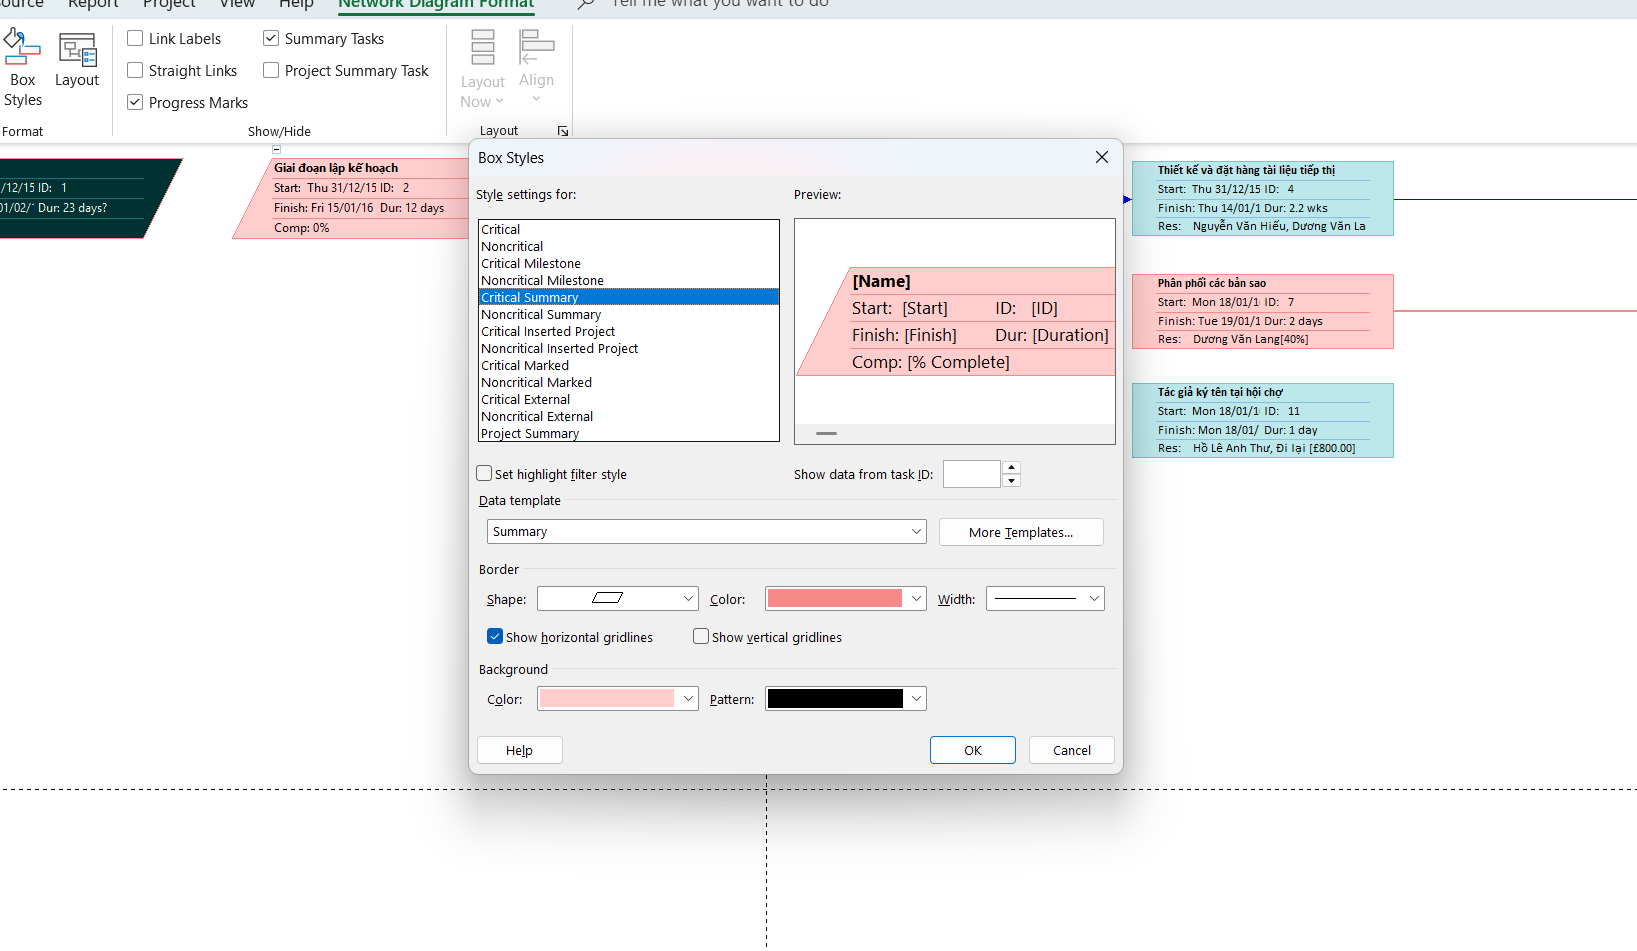 Report Project View Help Network Diagram Format Tell me what you want to do
Box Styles
Layout
Link Labels
Straight Links
Progress Marks
Summary Tasks
Project Summary Task
Layout Now
Align
Format
Show/Hide
Layout
/12/15 ID: 1
01/02/ Dur: 23 days?
Giai đoạn lập kế hoạch
Start: Thu 31/12/15 ID: 2
Finish: Fri 15/01/16 Dur: 12 days
Comp: 0%
Box Styles
Style settings for:
Critical
Noncritical
Critical Milestone
Noncritical Milestone
Critical Summary
Noncritical Summary
Critical Inserted Project
Noncritical Inserted Project
Critical Marked
Noncritical Marked
Critical External
Noncritical External
Project Summary
Preview:
[Name]
Start: [Start] ID: [ID]
Finish: [Finish] Dur: [Duration]
Comp: [% Complete]
Set highlight filter style
Show data from task ID:
Data template
Summary
More Templates...
Border
Shape:
Color:
Width:
Show horizontal gridlines
Show vertical gridlines
Background
Color:
Pattern:
Help
OK
Cancel
Thiết kế và đặt hàng tài liệu tiếp thị
Start: Thu 31/12/15 ID: 4
Finish: Thu 14/01/1 Dur: 2.2 wks
Res: Nguyễn Văn Hiếu, Dương Văn La
Phân phối các bản sao
Start: Mon 18/01/1 ID: 7
Finish: Tue 19/01/1 Dur: 2 days
Res: Dương Văn Lang[40%]
Tác giả ký tên tại hội chợ
Start: Mon 18/01/1 ID: 11
Finish: Mon 18/01/ Dur: 1 day
Res: Hồ Lê Anh Thư, Đi lại [£800.00]